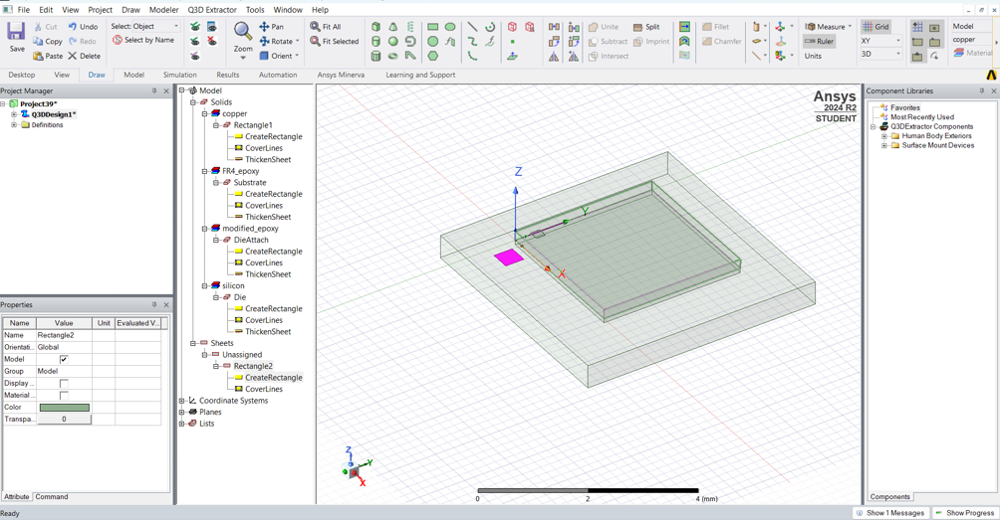 File Edit View Project Draw Modeler Q3D Extractor Tools Window Help
Save
Cut
Copy
Paste
Undo
Redo
Delete
Select: Object
Select by Name
Zoom
Pan
Rotate
Orient
Fit All
Fit Selected
Unite
Subtract
Intersect
Split
Imprint
Fillet
Chamfer
Measure
Ruler
Units
Grid
XY
3D
Model
copper
Material
Desktop View Draw Model Simulation Results Automation Ansys Minerva Learning and Support
Project Manager
Project39*
Q3DDesign1*
Definitions
Properties
Name Value Unit Evaluated V...
Name Rectangle2
Orientati... Global
Model
Group Model
Display ...
Material ...
Color
Transpa... 0
Attribute Command
Model
Solids
copper
Rectangle1
CreateRectangle
CoverLines
ThickenSheet
FR4_epoxy
Substrate
CreateRectangle
CoverLines
ThickenSheet
modified_epoxy
DieAttach
CreateRectangle
CoverLines
ThickenSheet
silicon
Die
CreateRectangle
CoverLines
ThickenSheet
Sheets
Unassigned
Rectangle2
CreateRectangle
CoverLines
Coordinate Systems
Planes
Lists
Ansys
2024 R2
STUDENT
Z
Y
X
Z
Y
X
0 2 4 (mm)
Component Libraries
Favorites
Most Recently Used
Q3DExtractor Components
Human Body Exteriors
Surface Mount Devices
Components
Ready
Show 1 Messages
Show Progress